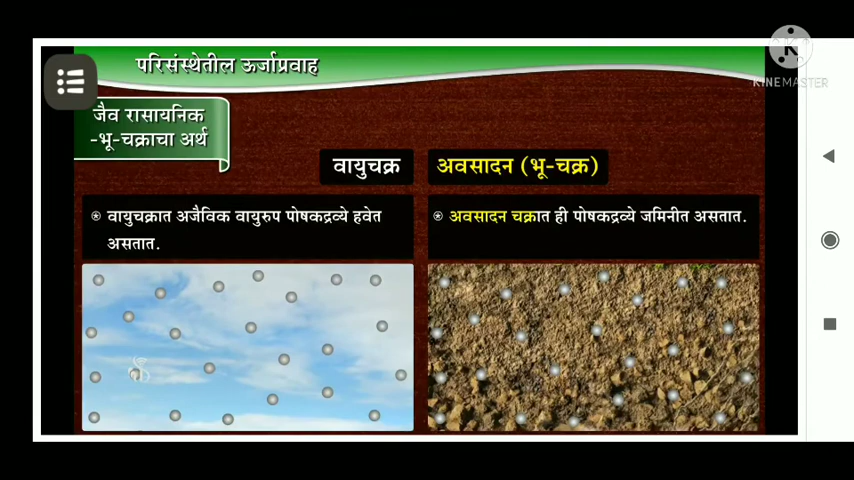 परिसंस्थेतील ऊर्जाप्रवाह
KINEMASTER
जैव रासायनिक
-भू-चक्राचा अर्थ
वायुचक्र
अवसादन (भू-चक्र)
वायुचक्रात अजैविक वायुरुप पोषकद्रव्ये हवेत
असतात.
अवसादन चक्रात ही पोषकद्रव्ये जमिनीत असतात.